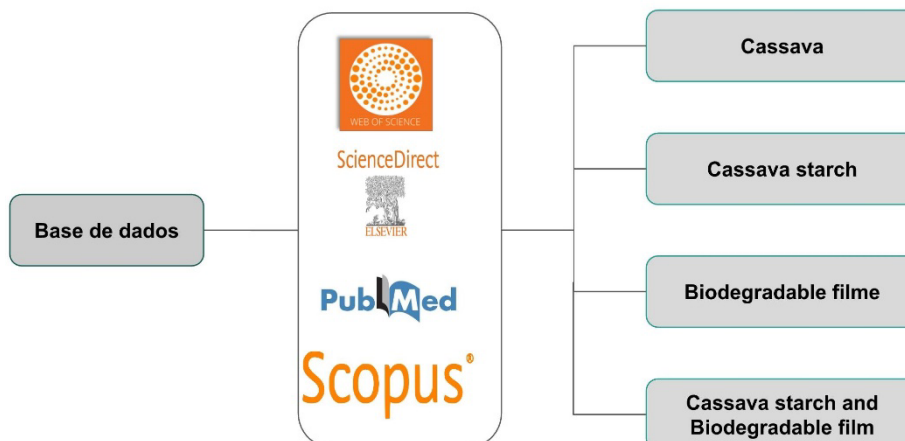 Base de dados
WEB OF SCIENCE
ScienceDirect
ELSEVIER
PubMed
Scopus®
Cassava
Cassava starch
Biodegradable filme
Cassava starch and
Biodegradable film